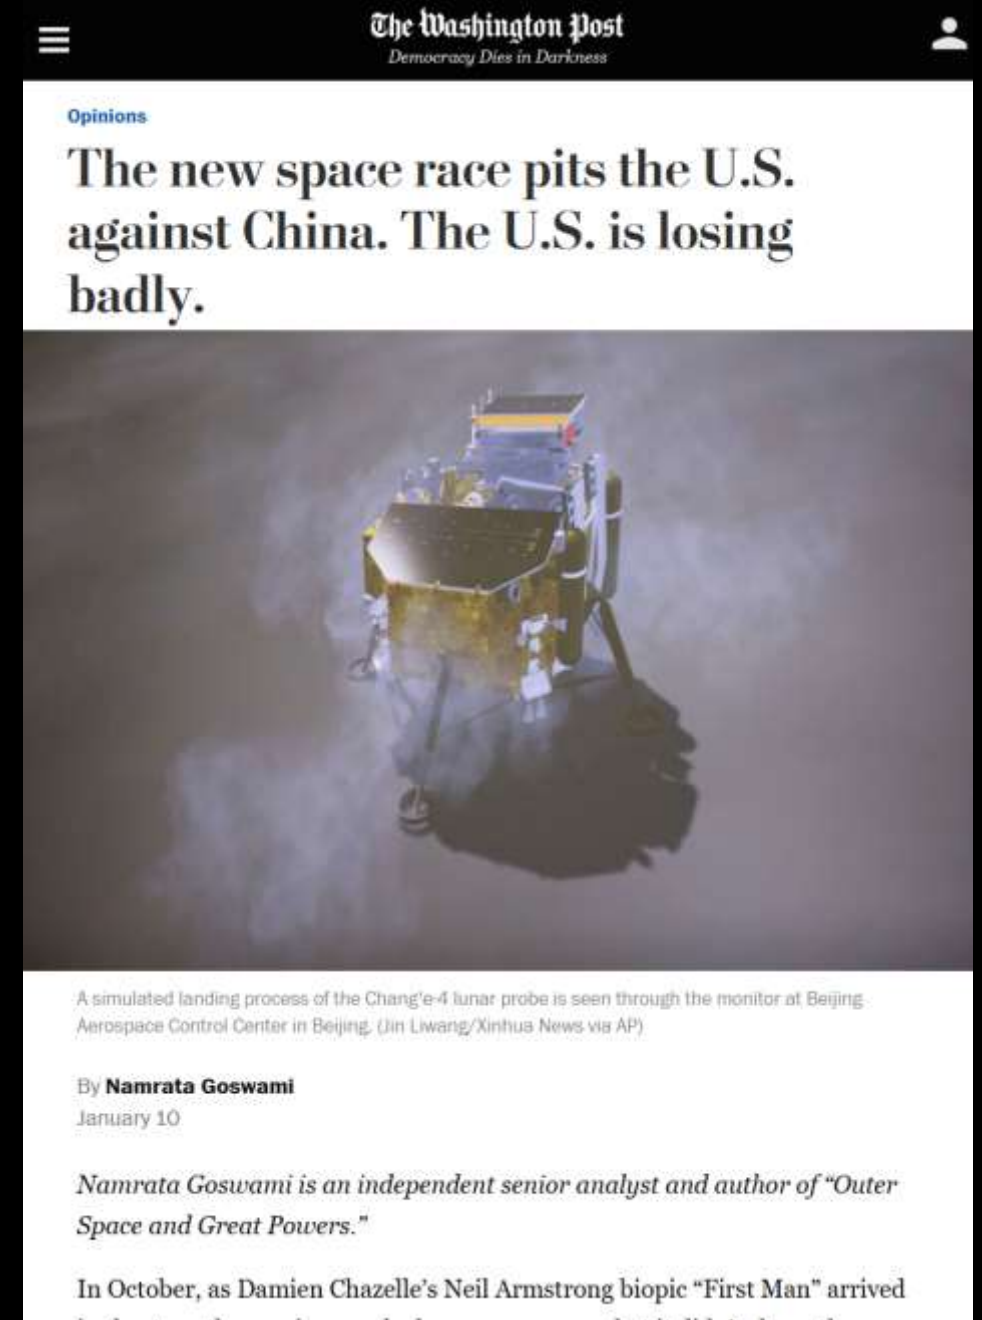 The Washington Post
Democracy Dies in Darkness
Opinions
The new space race pits the U.S.
against China. The U.S. is losing
badly.
A simulated landing process of the Chang'e-4 lunar probe is seen through the monitor at Beijing
Aerospace Control Center in Beijing. (Jin Liwang/Xinhua News via AP)
By Namrata Goswami
January 10
Namrata Goswami is an independent senior analyst and author of “Outer
Space and Great Powers.”
In October, as Damien Chazelle’s Neil Armstrong biopic “First Man” arrived